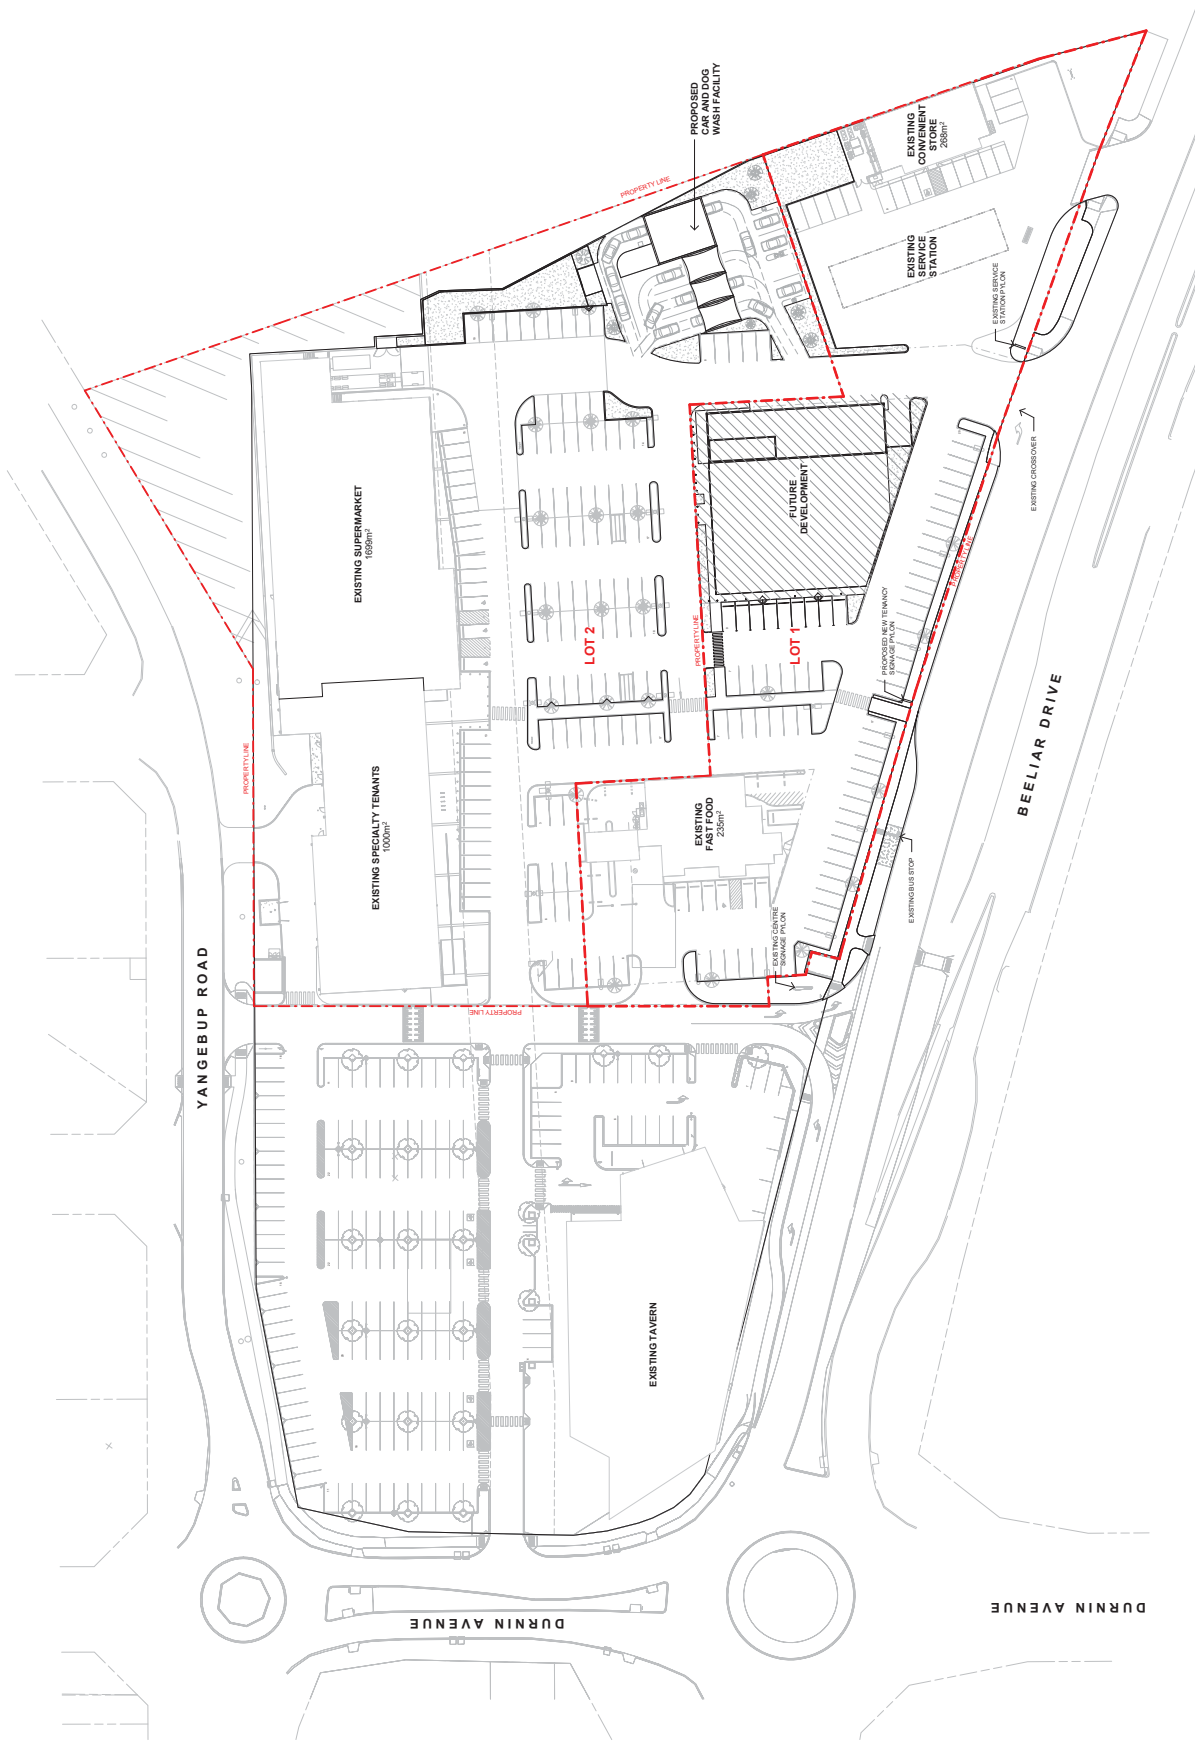 PROPOSED
CAR AND DOG
WASH FACILITY
PROPERTY LINE
EXISTING
CONVENIENT
STORE
268m²
EXISTING
SERVICE
STATION
EXISTING SERVICE
STATION PYLON
EXISTING CROSSOVER
EXISTING SUPERMARKET
1699m²
FUTURE
DEVELOPMENT
PROPERTY LINE
LOT 2
LOT 1
PROPERTY LINE
PROPOSED NEW TENANCY
SIGNAGE PYLON
BEELIAR DRIVE
PROPERTY LINE
EXISTING SPECIALTY TENANTS
1000m²
EXISTING
FAST FOOD
235m²
EXISTING BUS STOP
EXISTING CENTRE
SIGNAGE PYLON
YANGEBUP ROAD
PROPERTY LINE
EXISTING TAVERN
DURNIN AVENUE
DURNIN AVENUE